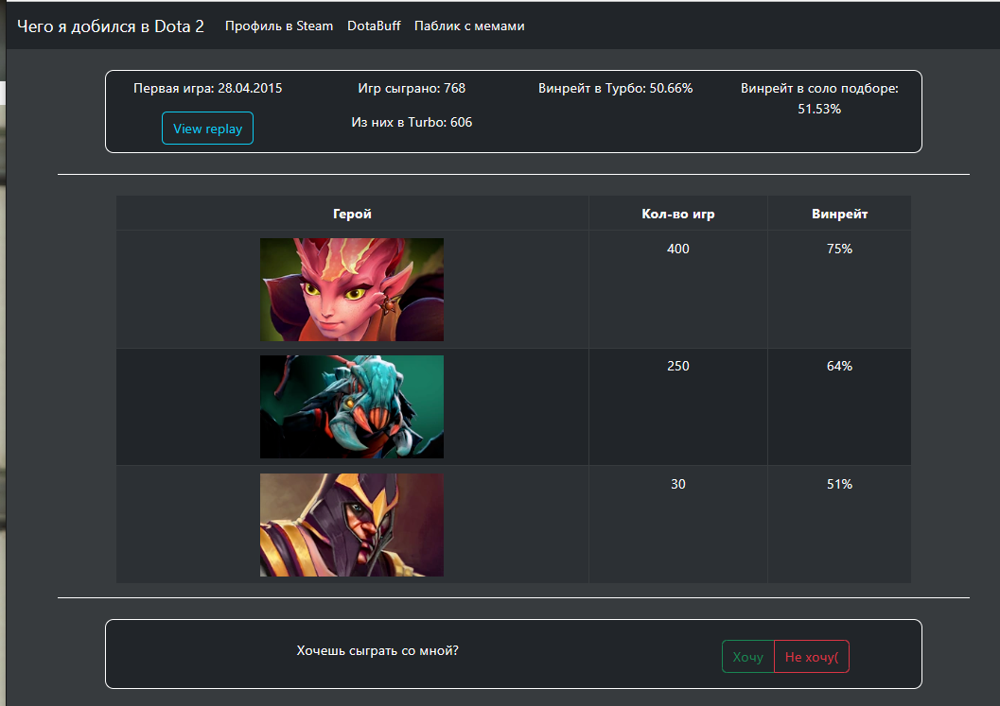 Чего я добился в Dota 2 Профиль в Steam DotaBuff Паблик с мемами
Первая игра: 28.04.2015
View replay
Игр сыграно: 768
Из них в Turbo: 606
Винрейт в Турбо: 50.66%
Винрейт в соло подборе:
51.53%
Герой Кол-во игр Винрейт
400 75%
250 64%
30 51%
Хочешь сыграть со мной?
Хочу Не хочу(